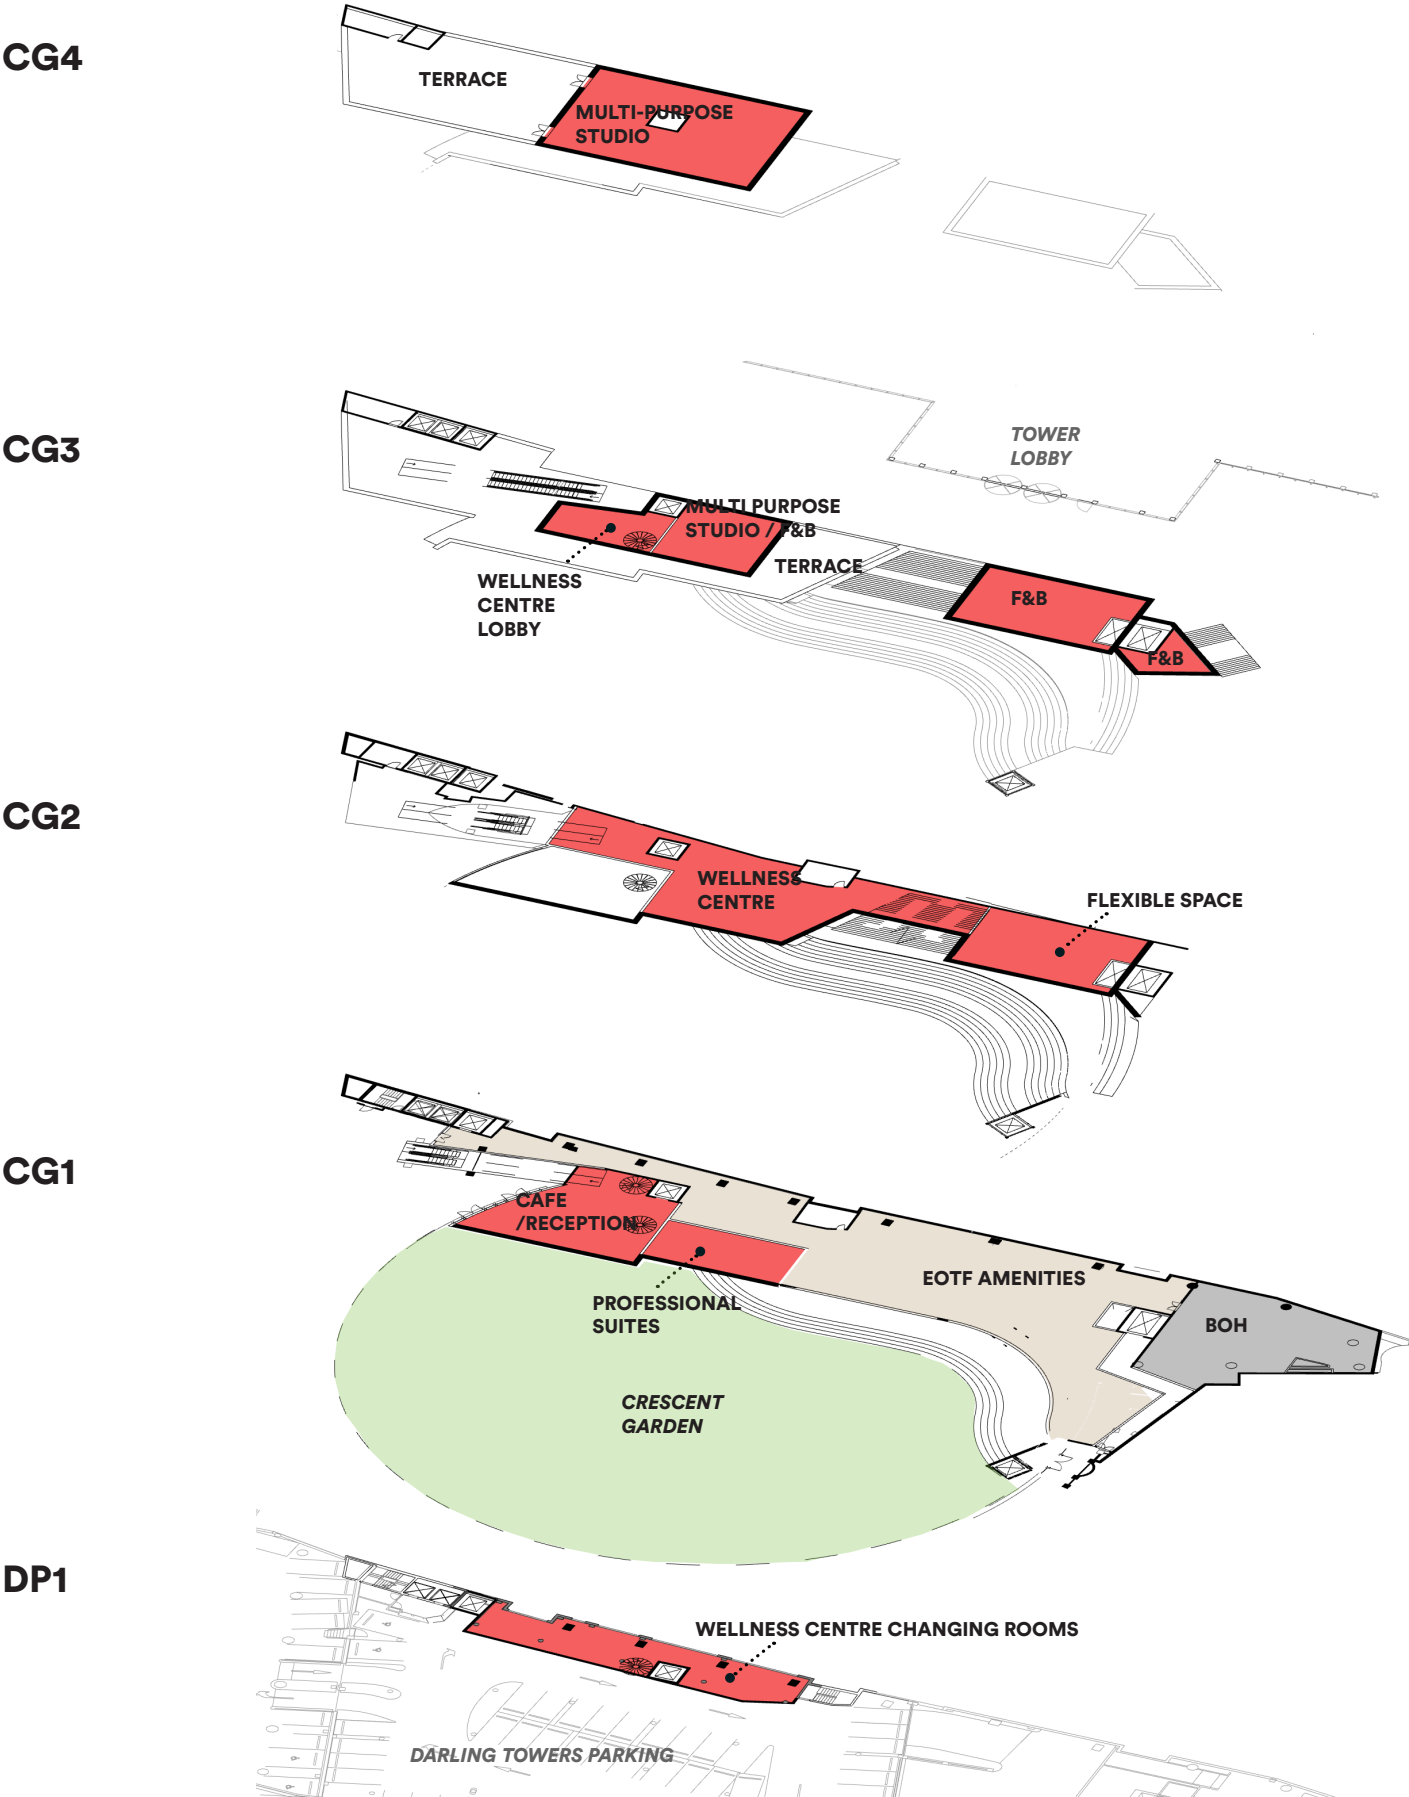 CG4
TERRACE
MULTI-PURPOSE
STUDIO
CG3
TOWER
LOBBY
MULTI PURPOSE
STUDIO / F&B
TERRACE
WELLNESS
CENTRE
LOBBY
F&B
F&B
CG2
WELLNESS
CENTRE
FLEXIBLE SPACE
CG1
CAFE
/RECEPTION
EOTF AMENITIES
PROFESSIONAL
SUITES
BOH
CRESCENT
GARDEN
DP1
WELLNESS CENTRE CHANGING ROOMS
DARLING TOWERS PARKING